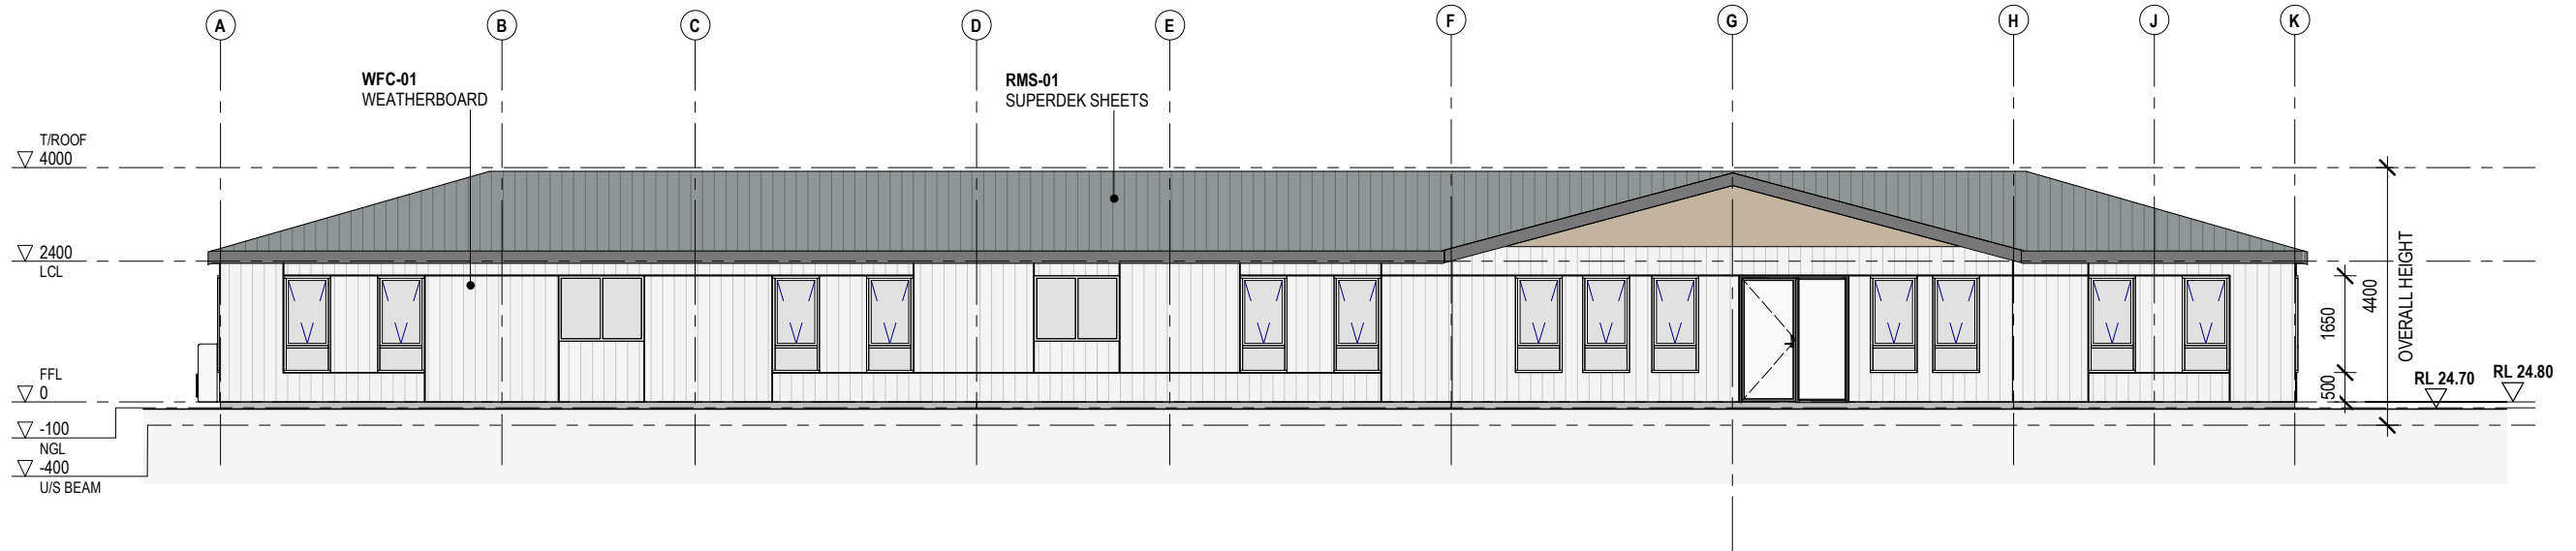 A
B
C
D
E
F
G
H
J
K
WFC-01
WEATHERBOARD
RMS-01
SUPERDEK SHEETS
T/ROOF
4000
2400
LCL
FFL
0
-100
NGL
-400
U/S BEAM
1650
500
4400
OVERALL HEIGHT
RL 24.70
RL 24.80